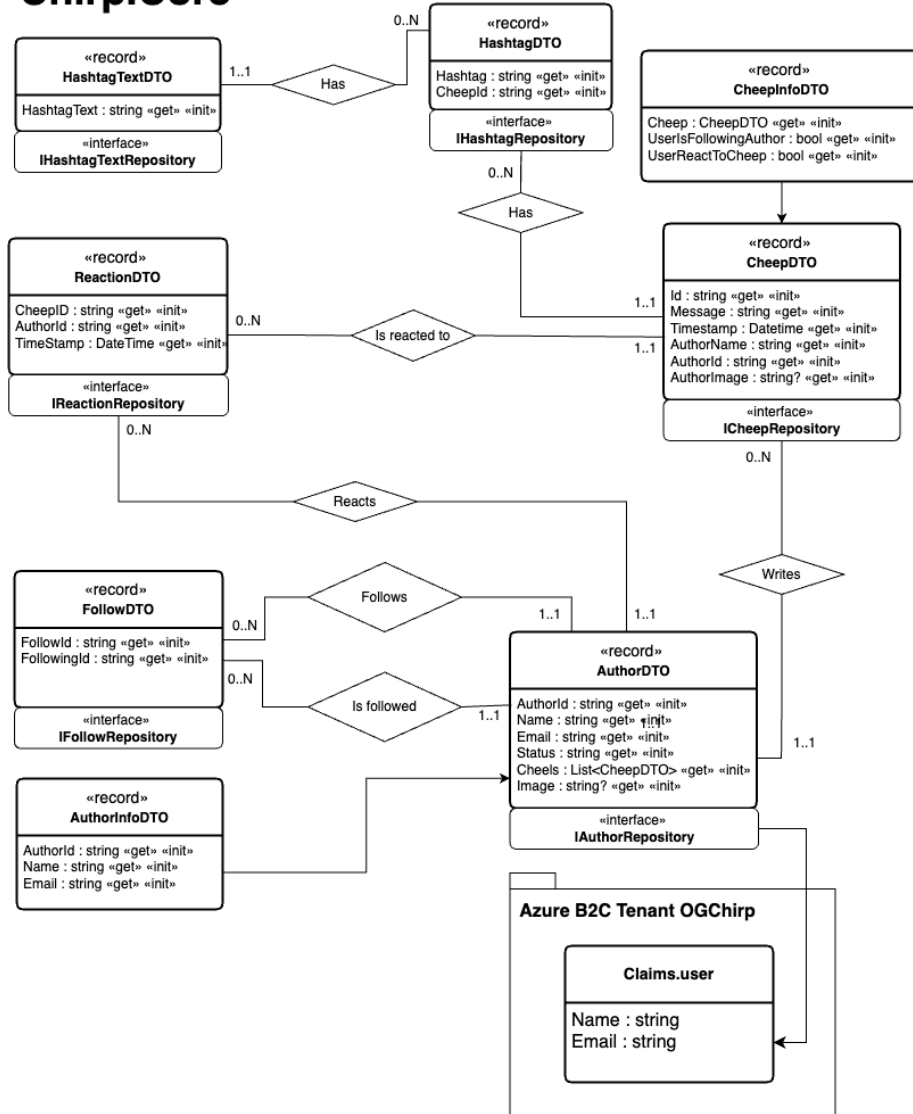 «record»
HashtagTextDTO
HashtagText : string «get» «init»
«interface»
IHashtagTextRepository
1..1
Has
0..N
«record»
HashtagDTO
Hashtag : string «get» «init»
CheepId : string «get» «init»
«interface»
IHashtagRepository
0..N
Has
1..1
«record»
CheepInfoDTO
Cheep : CheepDTO «get» «init»
UserIsFollowingAuthor : bool «get» «init»
UserReactToCheep : bool «get» «init»
«record»
CheepDTO
Id : string «get» «init»
Message : string «get» «init»
Timestamp : Datetime «get» «init»
AuthorName : string «get» «init»
AuthorId : string «get» «init»
AuthorImage : string? «get» «init»
«interface»
ICheepRepository
0..N
«record»
ReactionDTO
CheepID : string «get» «init»
AuthorId : string «get» «init»
TimeStamp : DateTime «get» «init»
«interface»
IReactionRepository
0..N
Is reacted to
1..1
0..N
Reacts
1..1
Writes
1..1
«record»
FollowDTO
FollowId : string «get» «init»
FollowingId : string «get» «init»
«interface»
IFollowRepository
0..N
Follows
1..1
0..N
Is followed
1..1
«record»
AuthorDTO
AuthorId : string «get» «init»
Name : string «get» «init»
1..1
Email : string «get» «init»
Status : string «get» «init»
Cheels : List<CheepDTO> «get» «init»
Image : string? «get» «init»
«interface»
IAuthorRepository
«record»
AuthorInfoDTO
AuthorId : string «get» «init»
Name : string «get» «init»
Email : string «get» «init»
Azure B2C Tenant OGChirp
Claims.user
Name : string
Email : string